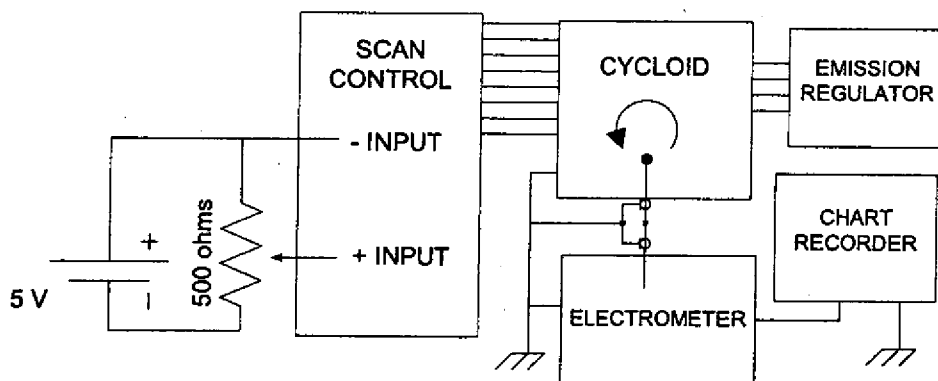 SCAN
CONTROL
- INPUT
+ INPUT
CYCLOID
EMISSION
REGULATOR
CHART
RECORDER
ELECTROMETER
500 ohms
+
–
5 V